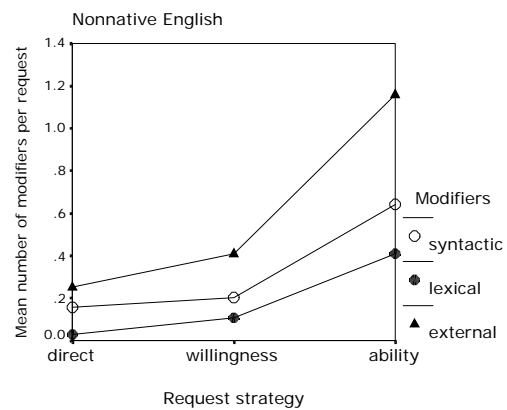 Nonnative English
Mean number of modifiers per request
1.4
1.2
1.0
.8
.6
.4
.2
0.0
direct willingness ability
Request strategy
Modifiers
syntactic
lexical
external